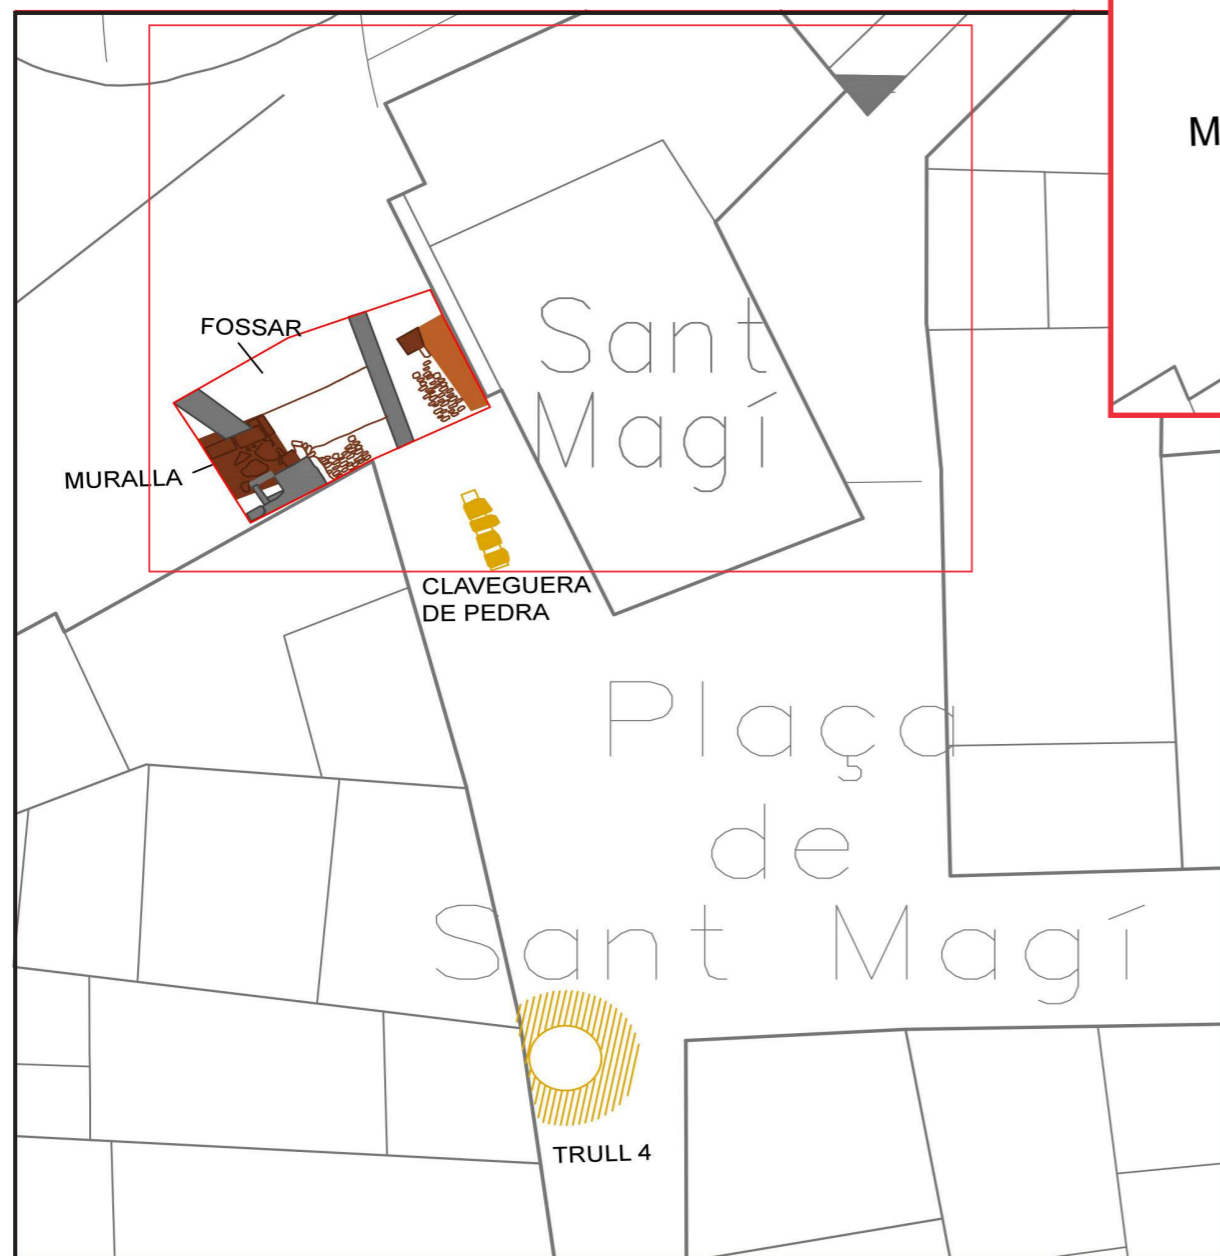 M
FOSSAR
Sant
Magí
MURALLA
CLAVEGUERA
DE PEDRA
Plaça
de
Sant Magí
TRULL 4